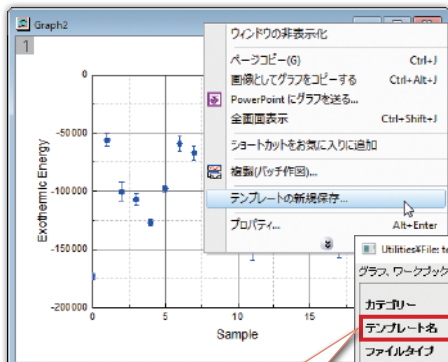 Graph2
1
ウィンドウの非表示化
ページコピー(G) Ctrl+J
画像としてグラフをコピーする Ctrl+Alt+J
PowerPoint にグラフを送る...
全画面表示 Ctrl+Shift+J
ショートカットをお気に入りに追加
複製(バッチ作図)...
テンプレートの新規保存...
プロパティ... Alt+Enter
0
-50000
-100000
-150000
-200000
Exothermic Energy
0 5 10 15
Sample
Utilities¥File: te
グラフ、ワークブック
カテゴリー
テンプレート名
ファイルタイプ